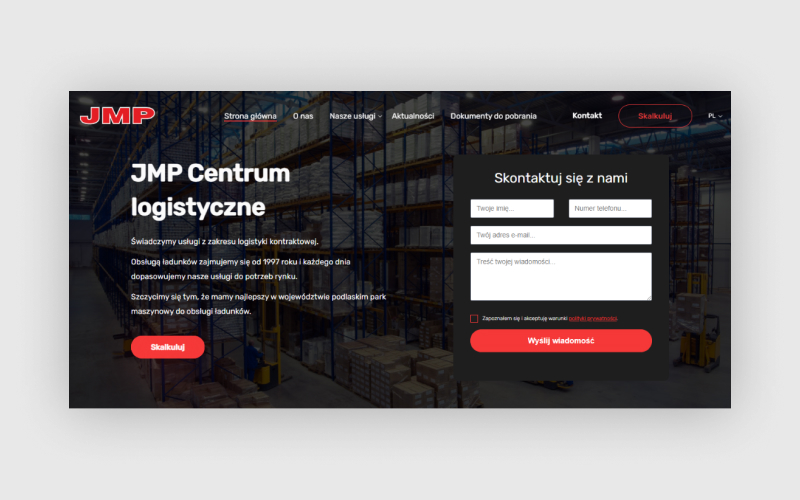 JMP
Strona główna O nas Nasze usługi Aktualności Dokumenty do pobrania Kontakt Skalkuluj PL
JMP Centrum
logistyczne
Świadczymy usługi z zakresu logistyki kontraktowej.
Obsługą ładunków zajmujemy się od 1997 roku i każdego dnia
dopasowujemy nasze usługi do potrzeb rynku.
Szczycimy się tym, że mamy najlepszy w województwie podlaskim park
maszynowy do obsługi ładunków.
Skalkuluj
Skontaktuj się z nami
Twoje imię... Numer telefonu...
Twój adres e-mail...
Treść twojej wiadomości...
Zapoznałem się i akceptuję warunki polityki prywatności.
Wyślij wiadomość